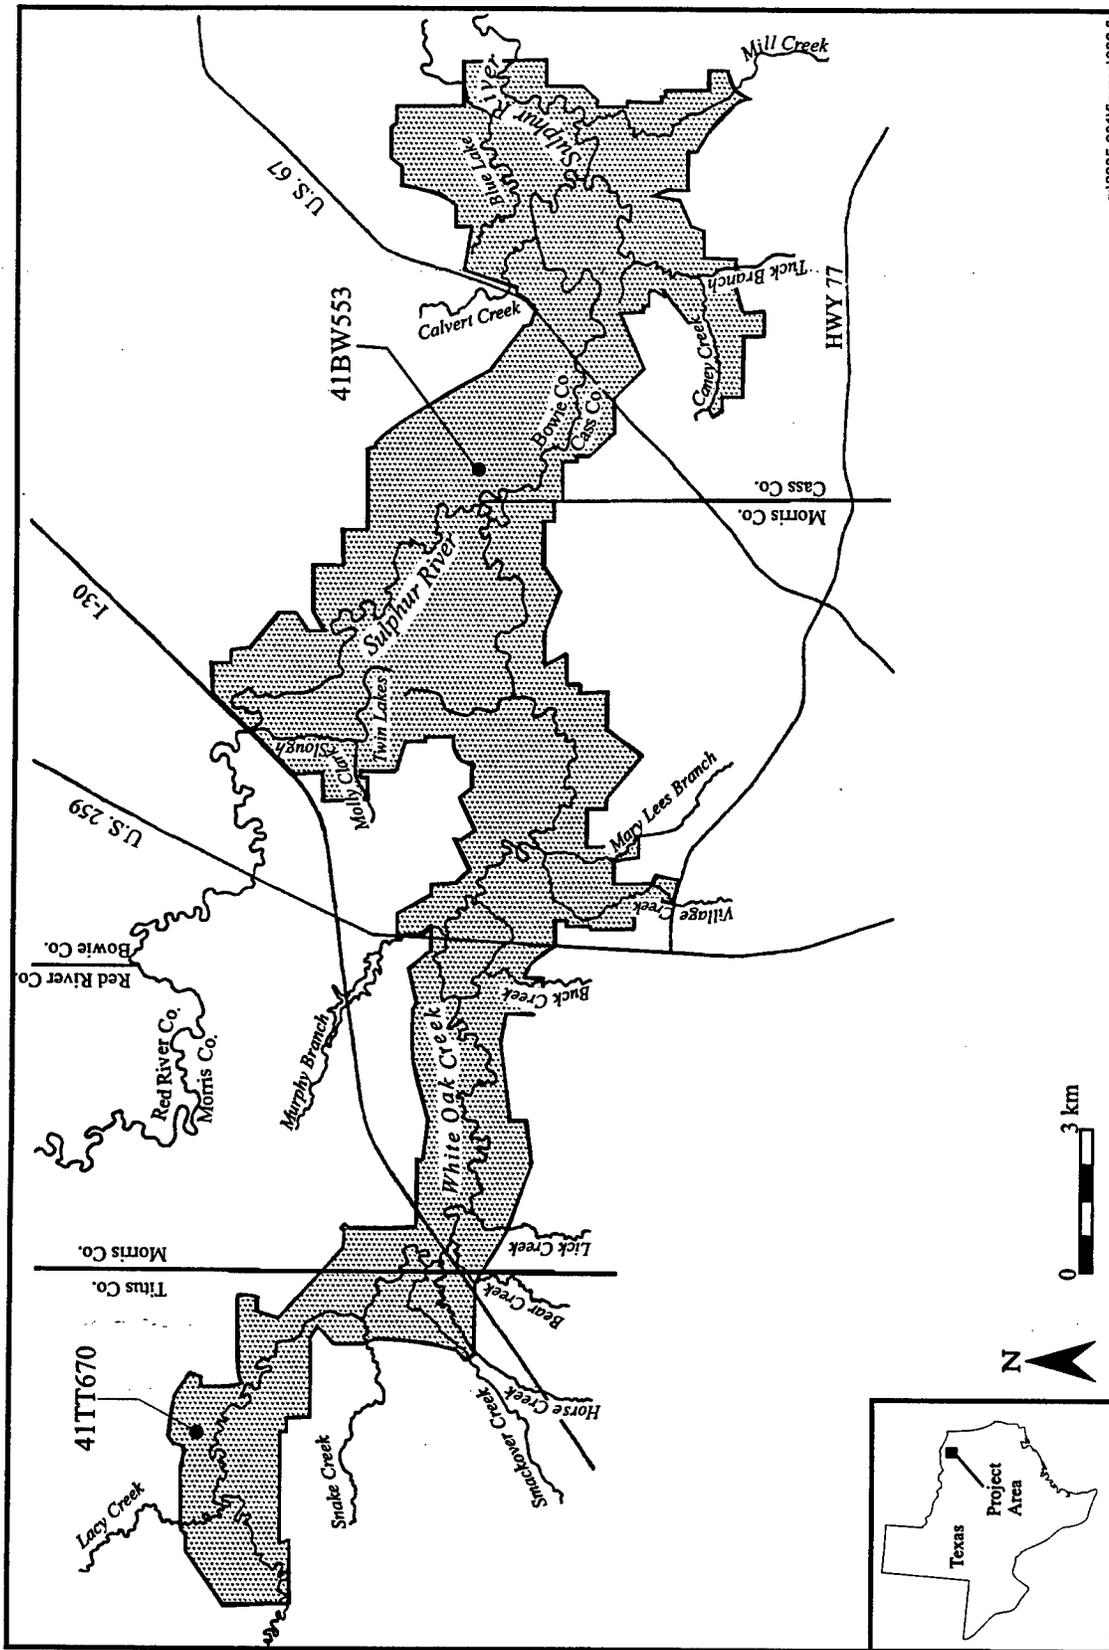 41TT670
Lacy Creek
Snake Creek
Smackover Creek
Horse Creek
Titus Co.
Morris Co.
Bear Creek
Lick Creek
Red River Co.
Morris Co.
Red River Co.
Bowie Co.
Murphy Branch
White Oak Creek
Buck Creek
U.S. 259
I-30
Village Creek
Mary Lees Branch
Molly Clark
Slough
Twin Lakes
Sulphur River
41BW553
Morris Co.
Cass Co.
Bowie Co.
Cass Co.
Calvert Creek
U.S. 67
Caney Creek
Tuck Branch
HWY 77
Blue Lake
Sulphur River
Mill Creek
Texas
Project
Area
N
0
3 km